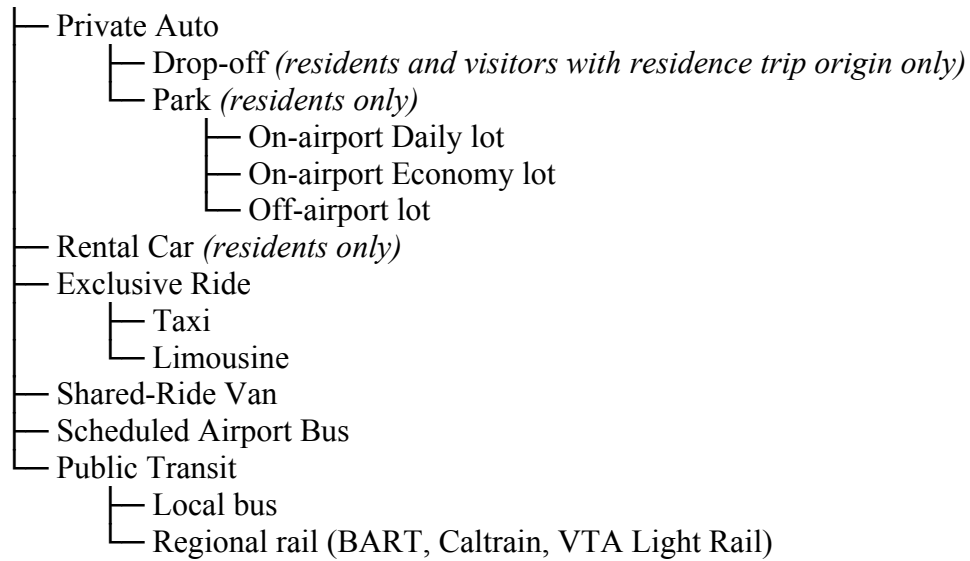 Private Auto
Drop-off (residents and visitors with residence trip origin only)
Park (residents only)
On-airport Daily lot
On-airport Economy lot
Off-airport lot
Rental Car (residents only)
Exclusive Ride
Taxi
Limousine
Shared-Ride Van
Scheduled Airport Bus
Public Transit
Local bus
Regional rail (BART, Caltrain, VTA Light Rail)